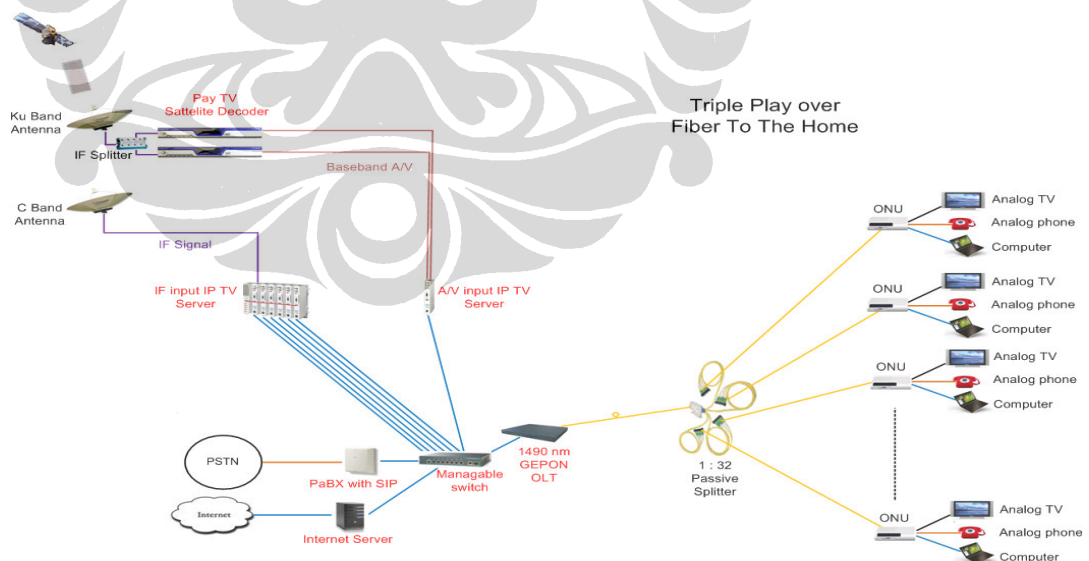 Triple Play over
Fiber To The Home
Ku Band
Antenna
Pay TV
Sattelite Decoder
IF Splitter
Baseband A/V
C Band
Antenna
IF Signal
IF input IP TV
Server
A/V input IP TV
Server
PSTN
PaBX with SIP
Managable
switch
1490 nm
GEPON
OLT
Internet
Internet Server
1 : 32
Passive
Splitter
ONU
Analog TV
Analog phone
Computer
ONU
Analog TV
Analog phone
Computer
ONU
Analog TV
Analog phone
Computer
ONU
Analog TV
Analog phone
Computer